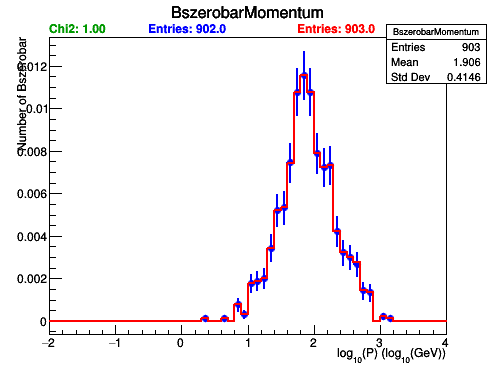 BszerobarMomentum
Chi2: 1.00
Entries: 902.0
Entries: 903.0
BszerobarMomentum
Entries 903
Mean 1.906
Std Dev 0.4146
Number of Bszerobar
0.012
0.01
0.008
0.006
0.004
0.002
0
−2 −1 0 1 2 3 4
log10(P) (log10(GeV))